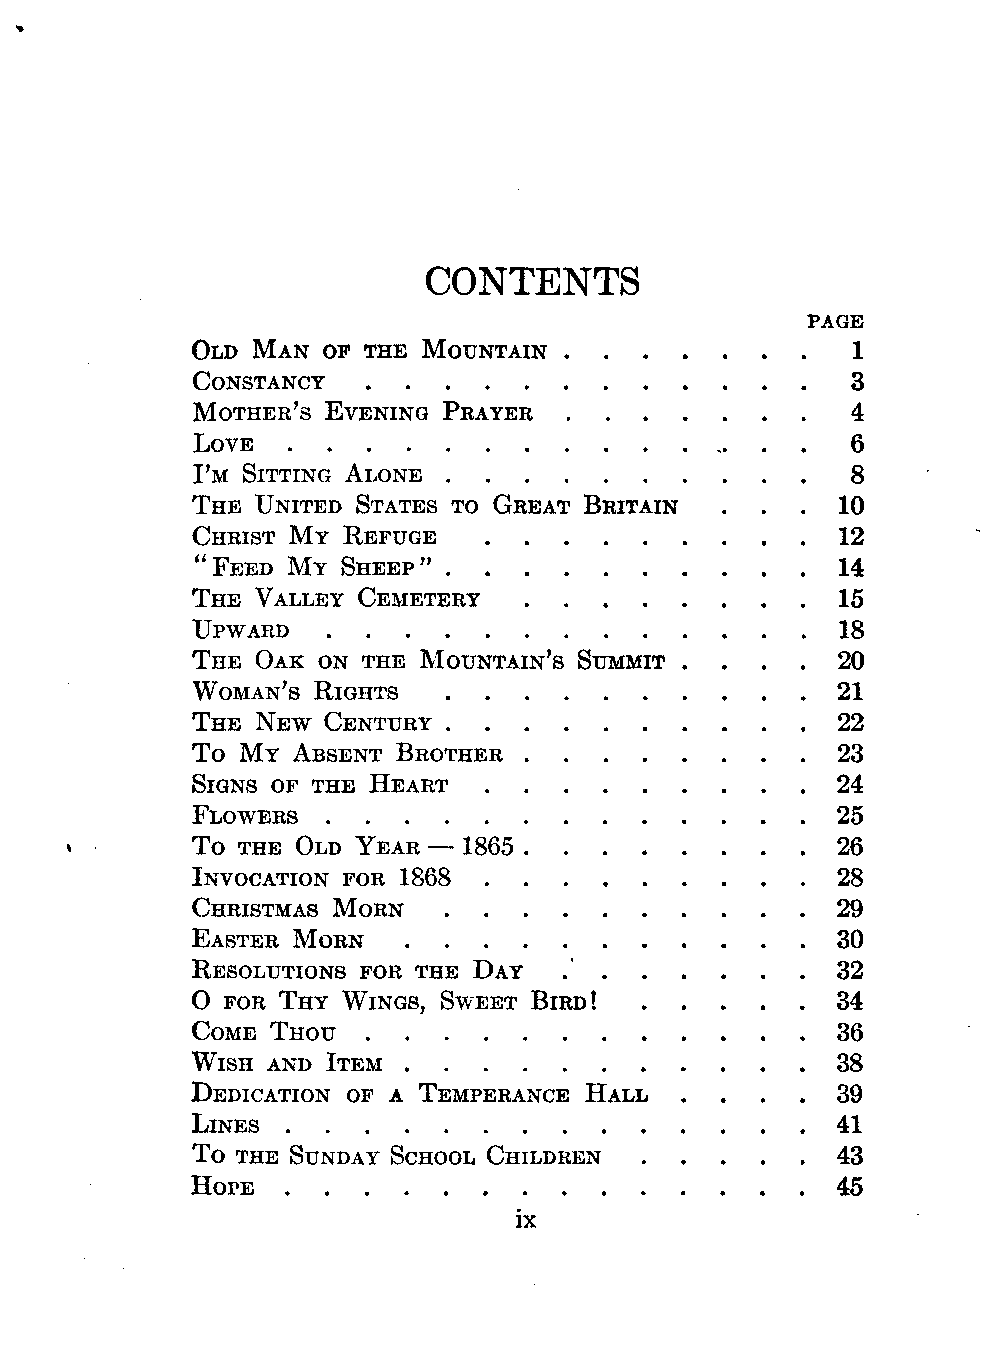 CONTENTS
PAGE
Old Man of the Mountain . . . . . . . 1
Constancy . . . . . . . . . . . . 3
Mother's Evening Prayer . . . . . . . 4
Love . . . . . . . . . . . . . . 6
I'm Sitting Alone . . . . . . . . . . 8
The United States to Great Britain . . . 10
Christ My Refuge . . . . . . . . . 12
"Feed My Sheep" . . . . . . . . . . 14
The Valley Cemetery . . . . . . . . 15
Upward . . . . . . . . . . . . . 18
The Oak on the Mountain's Summit . . . . 20
Woman's Rights . . . . . . . . . . 21
The New Century . . . . . . . . . . 22
To My Absent Brother . . . . . . . . 23
Signs of the Heart . . . . . . . . . 24
Flowers . . . . . . . . . . . . . 25
To the Old Year — 1865 . . . . . . . . 26
Invocation for 1868 . . . . . . . . . 28
Christmas Morn . . . . . . . . . . 29
Easter Morn . . . . . . . . . . . 30
Resolutions for the Day . . . . . . . 32
O for Thy Wings, Sweet Bird! . . . . . 34
Come Thou . . . . . . . . . . . . 36
Wish and Item . . . . . . . . . . . 38
Dedication of a Temperance Hall . . . . 39
Lines . . . . . . . . . . . . . . 41
To the Sunday School Children . . . . . 43
Hope . . . . . . . . . . . . . . 45
ix